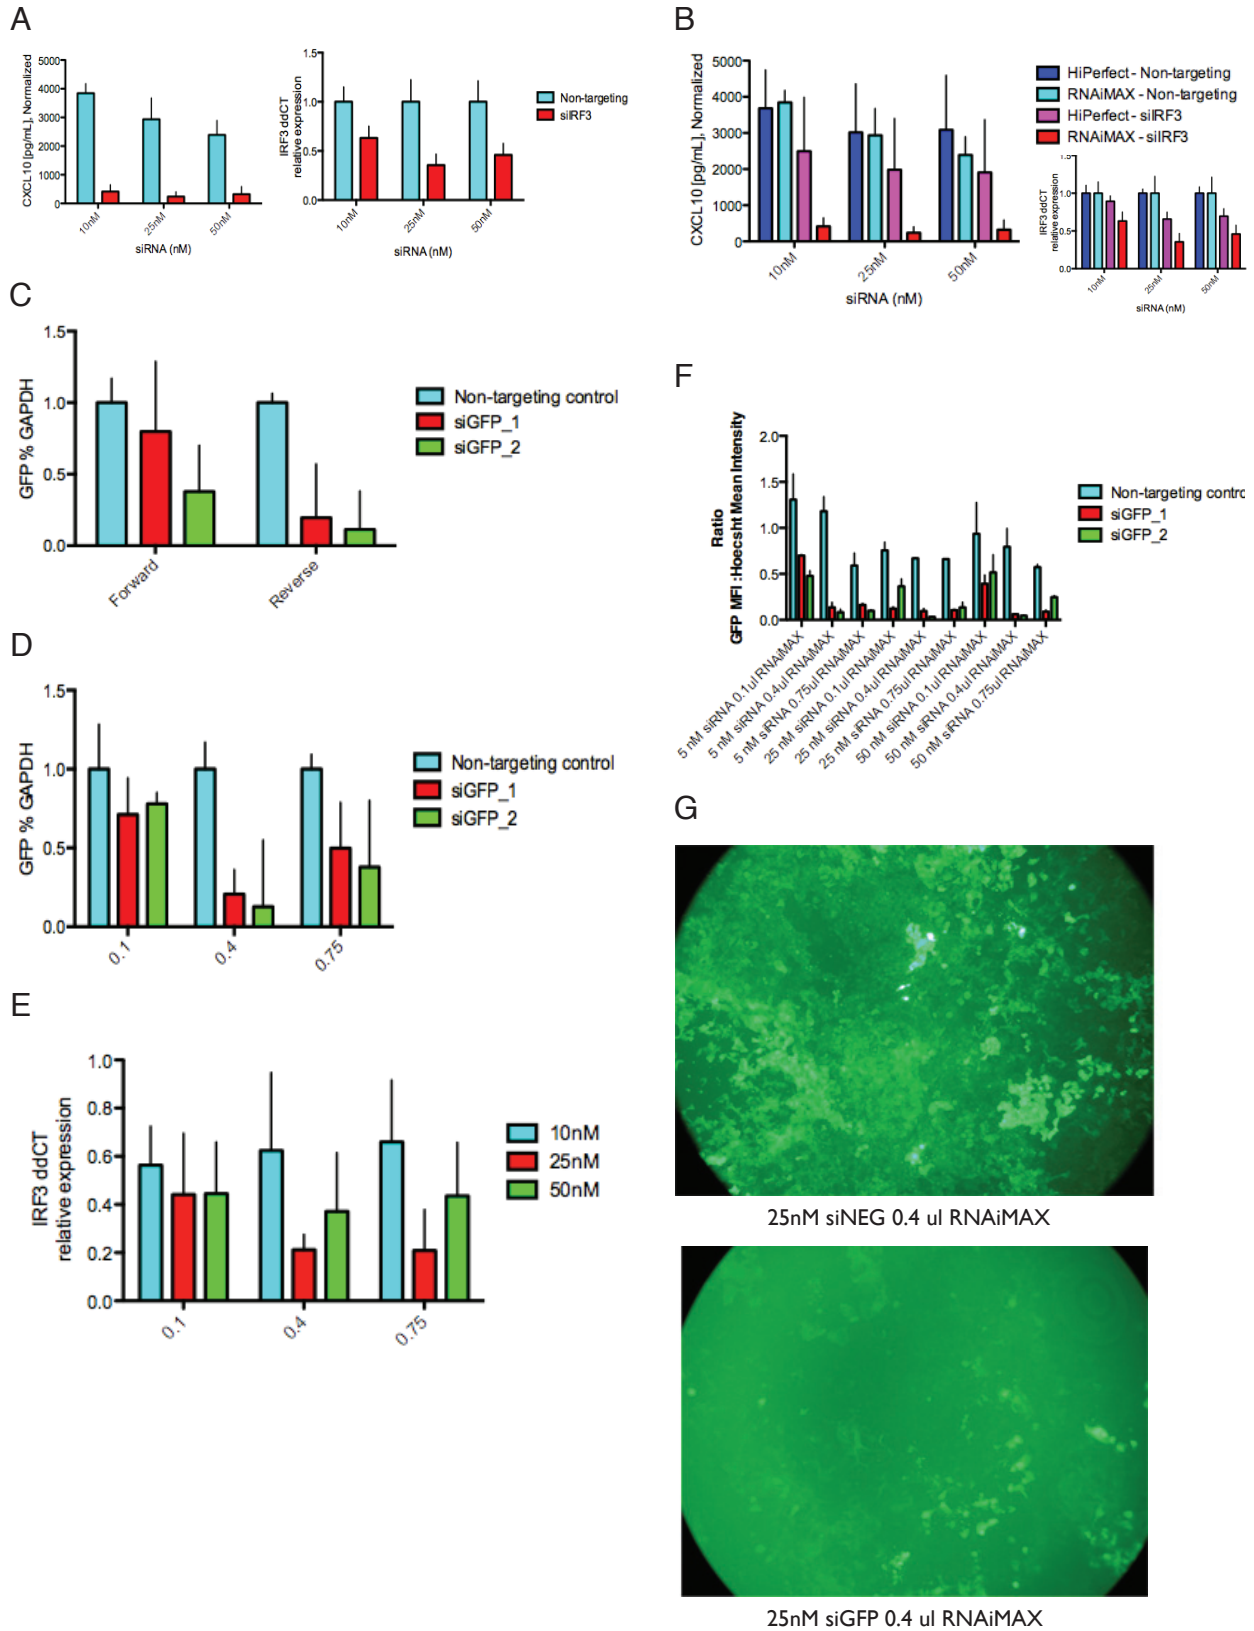 A
CXCL10 [pg/mL], Normalized
5000
4000
3000
2000
1000
0
10nM
25nM
50nM
siRNA (nM)
IRF3 ddCT
relative expression
1.5
1.0
0.5
0.0
10nM
25nM
50nM
siRNA (nM)
Non-targeting
siIRF3
B
CXCL10 [pg/mL], Normalized
5000
4000
3000
2000
1000
0
10nM
25nM
50nM
siRNA (nM)
HiPerfect - Non-targeting
RNAiMAX - Non-targeting
HiPerfect - siIRF3
RNAiMAX - siIRF3
IRF3 ddCT
relative expression
1.5
1.0
0.5
0.0
10nM
25nM
50nM
siRNA (nM)
C
GFP % GAPDH
1.5
1.0
0.5
0.0
Forward
Reverse
Non-targeting control
siGFP_1
siGFP_2
D
GFP % GAPDH
1.5
1.0
0.5
0.0
0.1
0.4
0.75
Non-targeting control
siGFP_1
siGFP_2
E
IRF3 ddCT
relative expression
1.0
0.8
0.6
0.4
0.2
0.0
0.1
0.4
0.75
10nM
25nM
50nM
F
Ratio
GFP MFI :Hoecsht Mean Intensity
2.0
1.5
1.0
0.5
0.0
5 nM siRNA 0.1ul RNAiMAX
5 nM siRNA 0.4ul RNAiMAX
5 nM siRNA 0.75ul RNAiMAX
25 nM siRNA 0.1ul RNAiMAX
25 nM siRNA 0.4ul RNAiMAX
25 nM siRNA 0.75ul RNAiMAX
50 nM siRNA 0.1ul RNAiMAX
50 nM siRNA 0.4ul RNAiMAX
50 nM siRNA 0.75ul RNAiMAX
Non-targeting contro
siGFP_1
siGFP_2
G
25nM siNEG 0.4 ul RNAiMAX
25nM siGFP 0.4 ul RNAiMAX